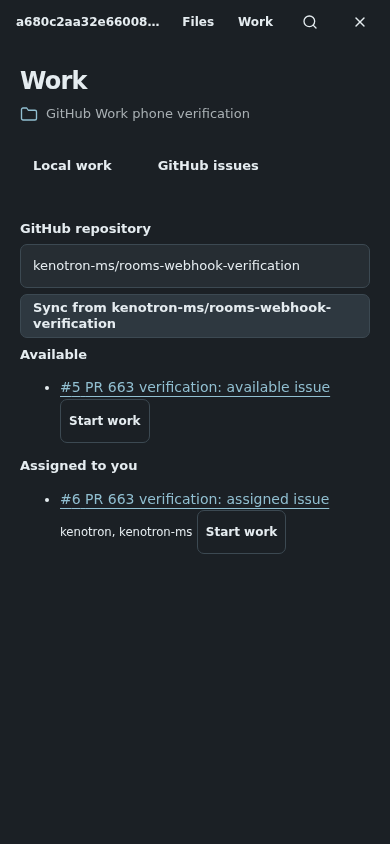 a680c2aa32e66008... Files Work
Work
GitHub Work phone verification
Local work GitHub issues
GitHub repository
kenotron-ms/rooms-webhook-verification
Sync from kenotron-ms/rooms-webhook-
verification
Available
• #5 PR 663 verification: available issue
Start work
Assigned to you
• #6 PR 663 verification: assigned issue
kenotron, kenotron-ms Start work